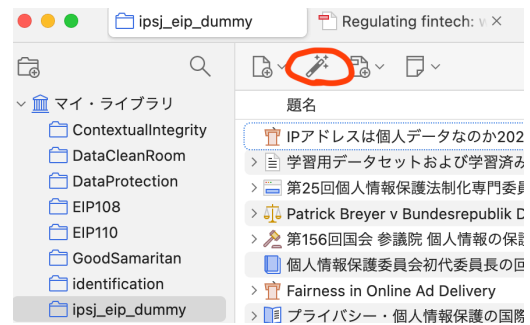 ipsj_eip_dummy
Regulating fintech: w
マイ・ライブラリ
ContextualIntegrity
DataCleanRoom
DataProtection
EIP108
EIP110
GoodSamaritan
identification
ipsj_eip_dummy
題名
IPアドレスは個人データなのか202
学習用データセットおよび学習済み
第25回個人情報保護法制化専門委員
Patrick Breyer v Bundesrepublik D
第156回国会 参議院 個人情報の保護
個人情報保護委員会初代委員長の回
Fairness in Online Ad Delivery
プライバシー・個人情報保護の国際